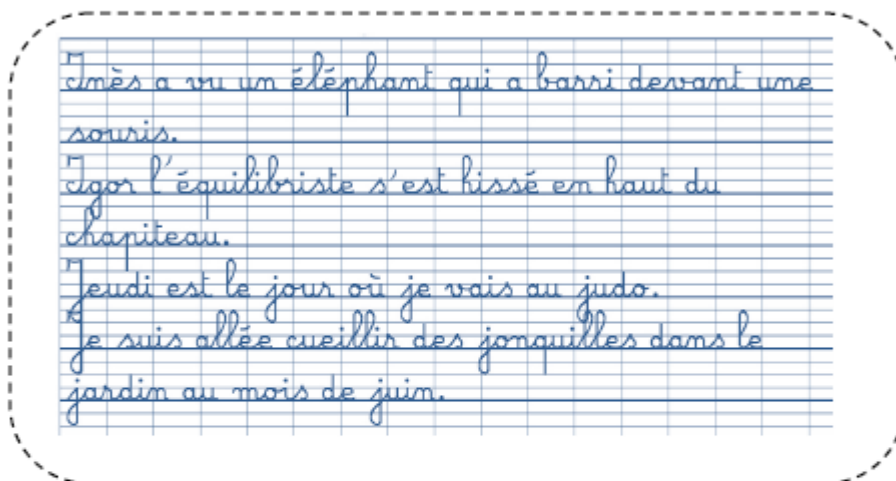 Inès a vu un éléphant qui a barri devant une
souris.
Igor l'équilibriste s'est hissé en haut du
chapiteau.
Jeudi est le jour où je vais au judo.
Je suis allée cueillir des jonquilles dans le
jardin au mois de juin.